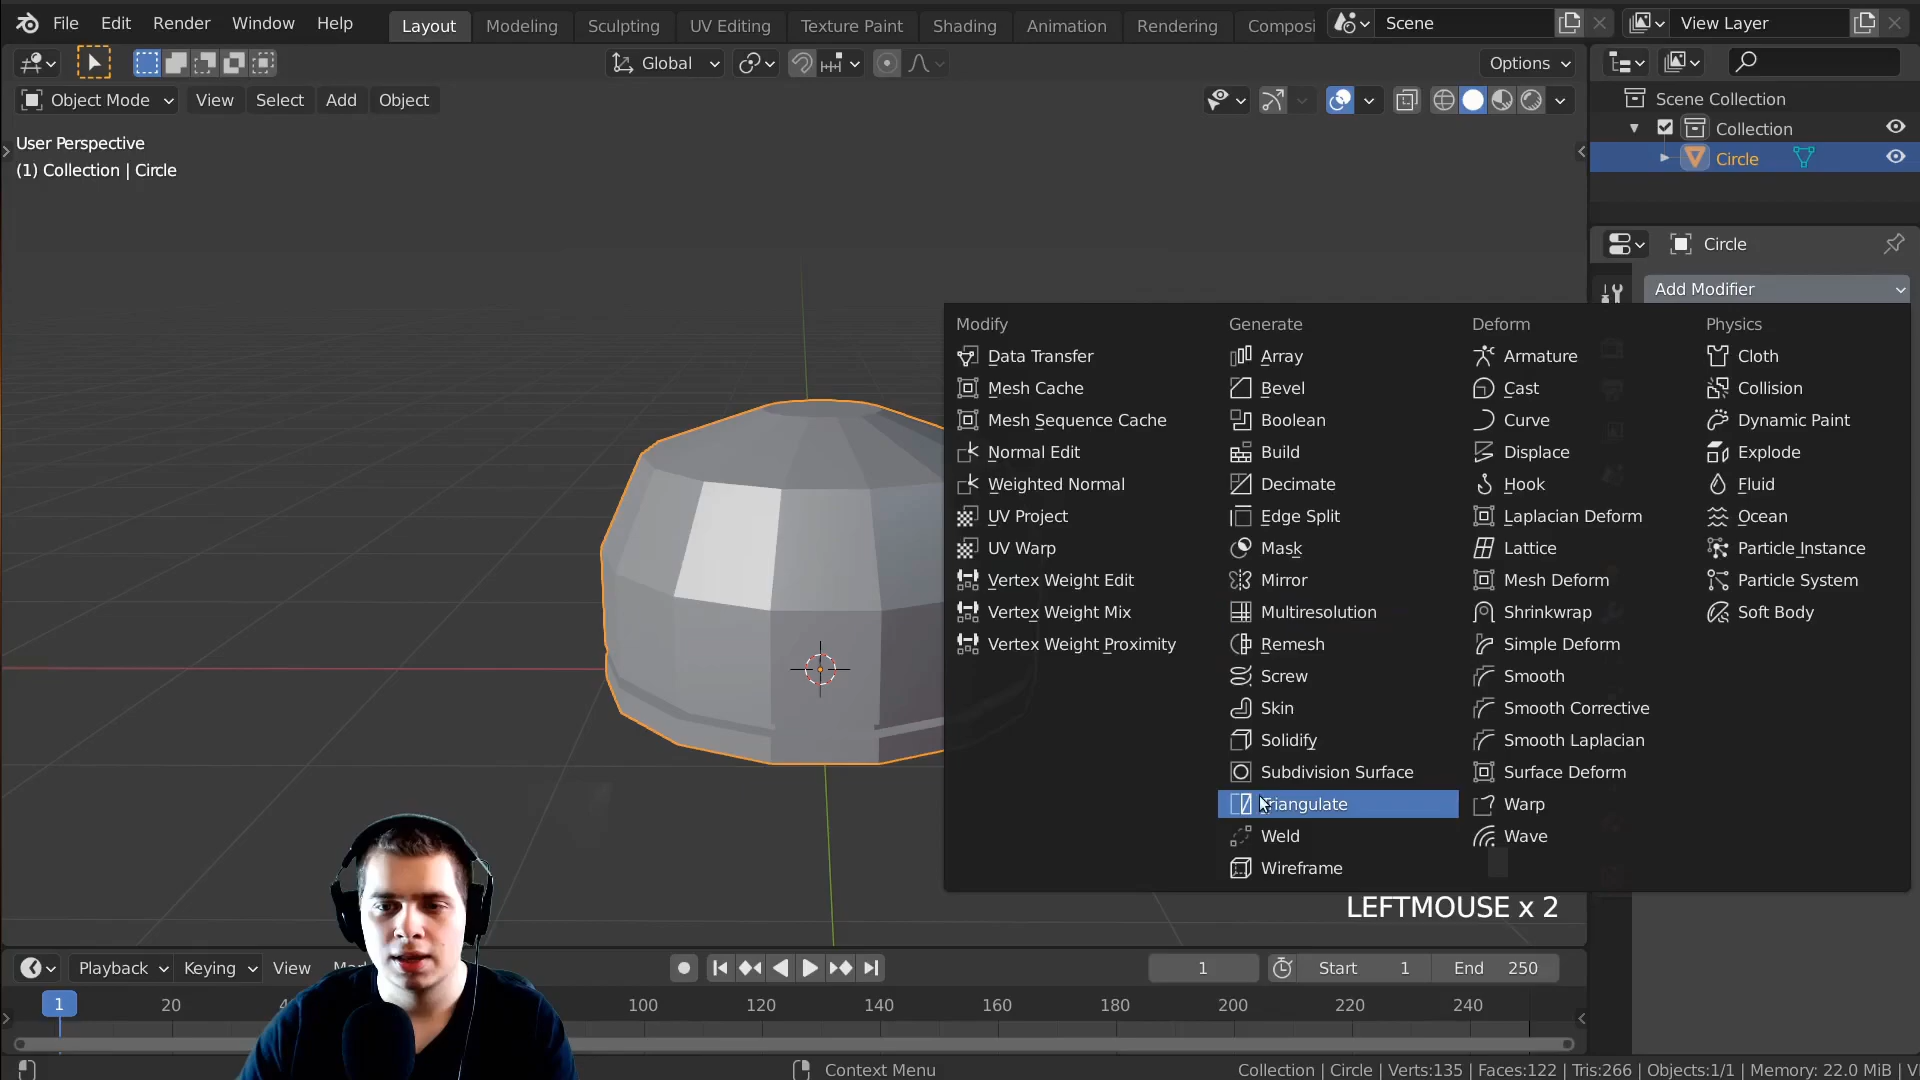 File Edit Render Window Help Layout Modeling Sculpting UV Editing Texture Paint Shading Animation Rendering Scene View Layer
Global Options
Object Mode View Select Add Object
User Perspective
(1) Collection | Circle
Scene Collection
Collection
Circle
Circle
Add Modifier
Modify
Data Transfer
Mesh Cache
Mesh Sequence Cache
Normal Edit
Weighted Normal
UV Project
UV Warp
Vertex Weight Edit
Vertex Weight Mix
Vertex Weight Proximity
Generate
Array
Bevel
Boolean
Build
Decimate
Edge Split
Mask
Mirror
Multiresolution
Remesh
Screw
Skin
Solidify
Subdivision Surface
Triangulate
Weld
Wireframe
Deform
Armature
Cast
Curve
Displace
Hook
Laplacian Deform
Lattice
Mesh Deform
Shrinkwrap
Simple Deform
Smooth
Smooth Corrective
Smooth Laplacian
Surface Deform
Warp
Wave
Physics
Cloth
Collision
Dynamic Paint
Explode
Fluid
Ocean
Particle Instance
Particle System
Soft Body
LEFTMOUSE x 2
Playback Keying View 1 Start 1 End 250
1 20 100 120 140 160 180 200 220 240
Context Menu Collection | Circle | Verts:135 | Faces:122 | Tris:266 | Objects:1/1 | Memory: 22.0 MiB |